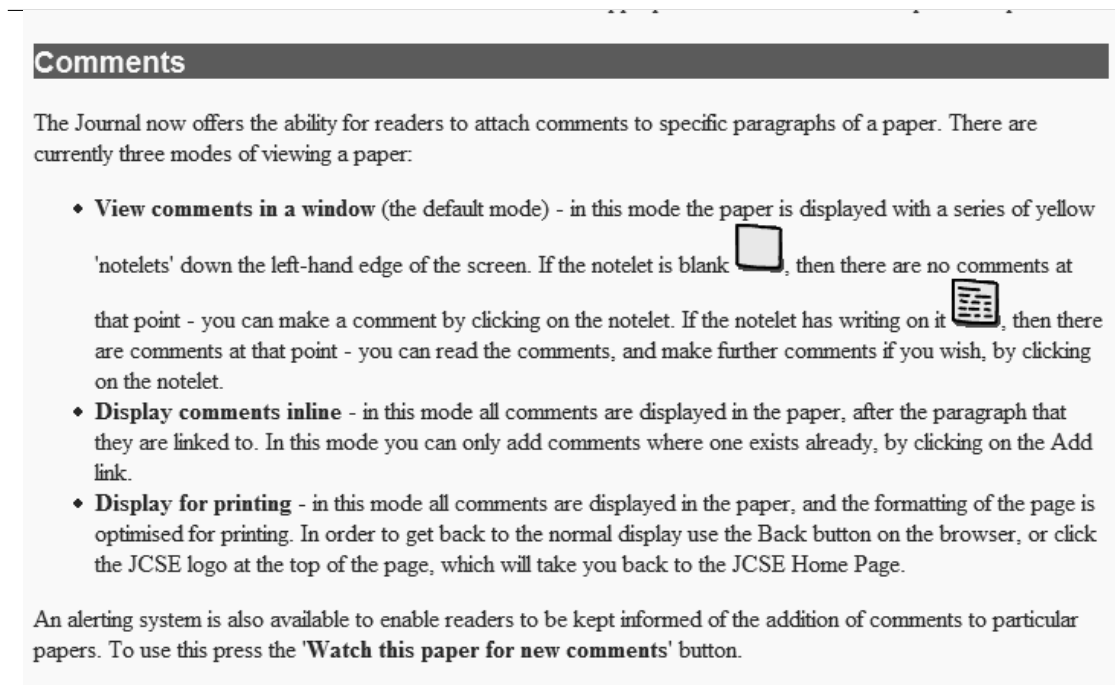 Comments
The Journal now offers the ability for readers to attach comments to specific paragraphs of a paper. There are
currently three modes of viewing a paper:
• View comments in a window (the default mode) - in this mode the paper is displayed with a series of yellow
'notelets' down the left-hand edge of the screen. If the notelet is blank , then there are no comments at
that point - you can make a comment by clicking on the notelet. If the notelet has writing on it , then there
are comments at that point - you can read the comments, and make further comments if you wish, by clicking
on the notelet.
• Display comments inline - in this mode all comments are displayed in the paper, after the paragraph that
they are linked to. In this mode you can only add comments where one exists already, by clicking on the Add
link.
• Display for printing - in this mode all comments are displayed in the paper, and the formatting of the page is
optimised for printing. In order to get back to the normal display use the Back button on the browser, or click
the JCSE logo at the top of the page, which will take you back to the JCSE Home Page.
An alerting system is also available to enable readers to be kept informed of the addition of comments to particular
papers. To use this press the 'Watch this paper for new comments' button.